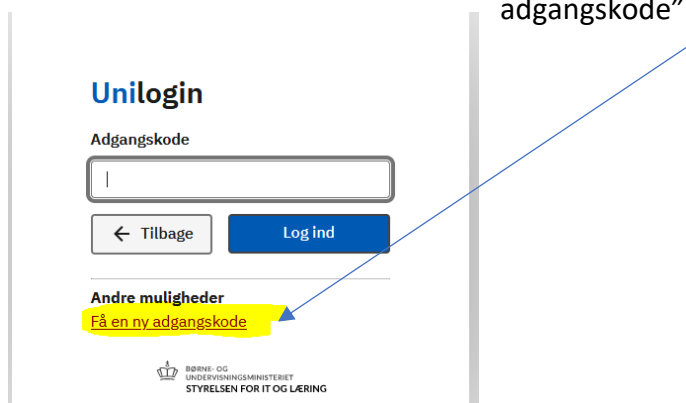 adgangskode”
Unilogin
Adgangskode
← Tilbage
Log ind
Andre muligheder
Få en ny adgangskode
BØRNE- OG
UNDERVISNINGSMINISTERIET
STYRELSEN FOR IT OG LÆRING